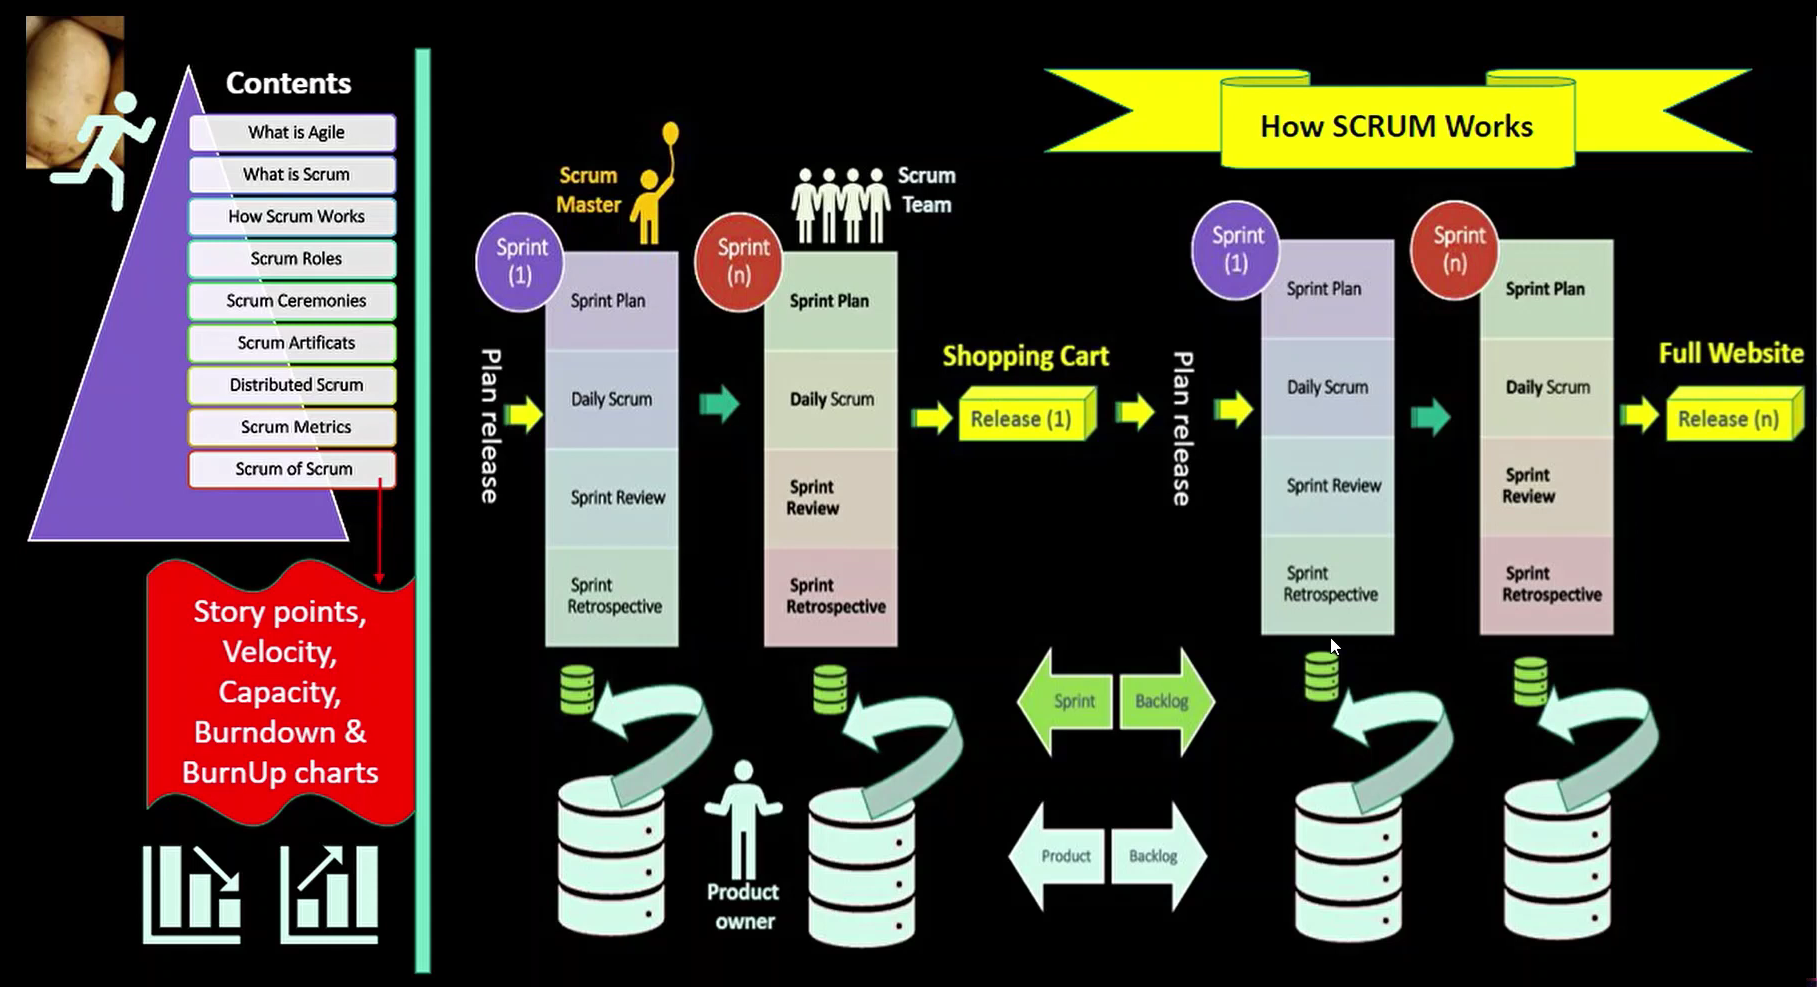 Contents
What is Agile
What is Scrum
How Scrum Works
Scrum Roles
Scrum Ceremonies
Scrum Artificats
Distributed Scrum
Scrum Metrics
Scrum of Scrum
Story points,
Velocity,
Capacity,
Burndown &
BurnUp charts
How SCRUM Works
Scrum
Master
Scrum
Team
Plan release
Sprint
(1)
Sprint Plan
Daily Scrum
Sprint Review
Sprint
Retrospective
Sprint
(n)
Sprint Plan
Daily Scrum
Sprint
Review
Sprint
Retrospective
Shopping Cart
Release (1)
Plan release
Sprint
(1)
Sprint Plan
Daily Scrum
Sprint Review
Sprint
Retrospective
Sprint
(n)
Sprint Plan
Daily Scrum
Sprint
Review
Sprint
Retrospective
Full Website
Release (n)
Sprint
Backlog
Product
Backlog
Product
owner